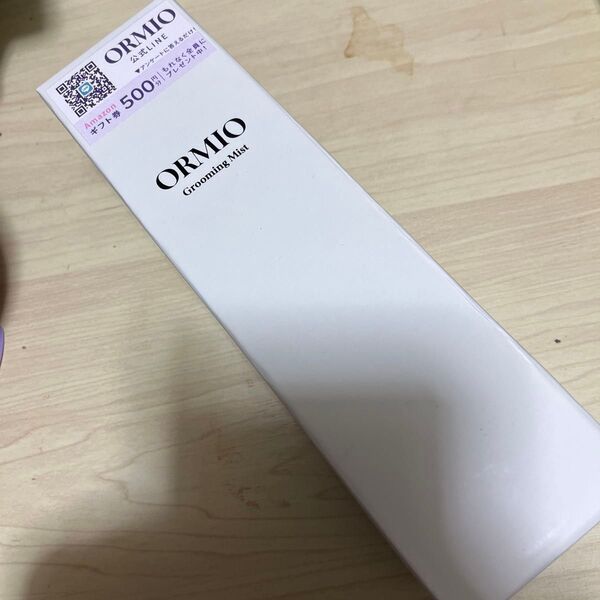 ORMIO
公式LINE
▼アンケートに答えるだけ!
Amazon
ギフト券
500円分
もれなく全員に
プレゼント中!
ORMIO
Grooming Mist